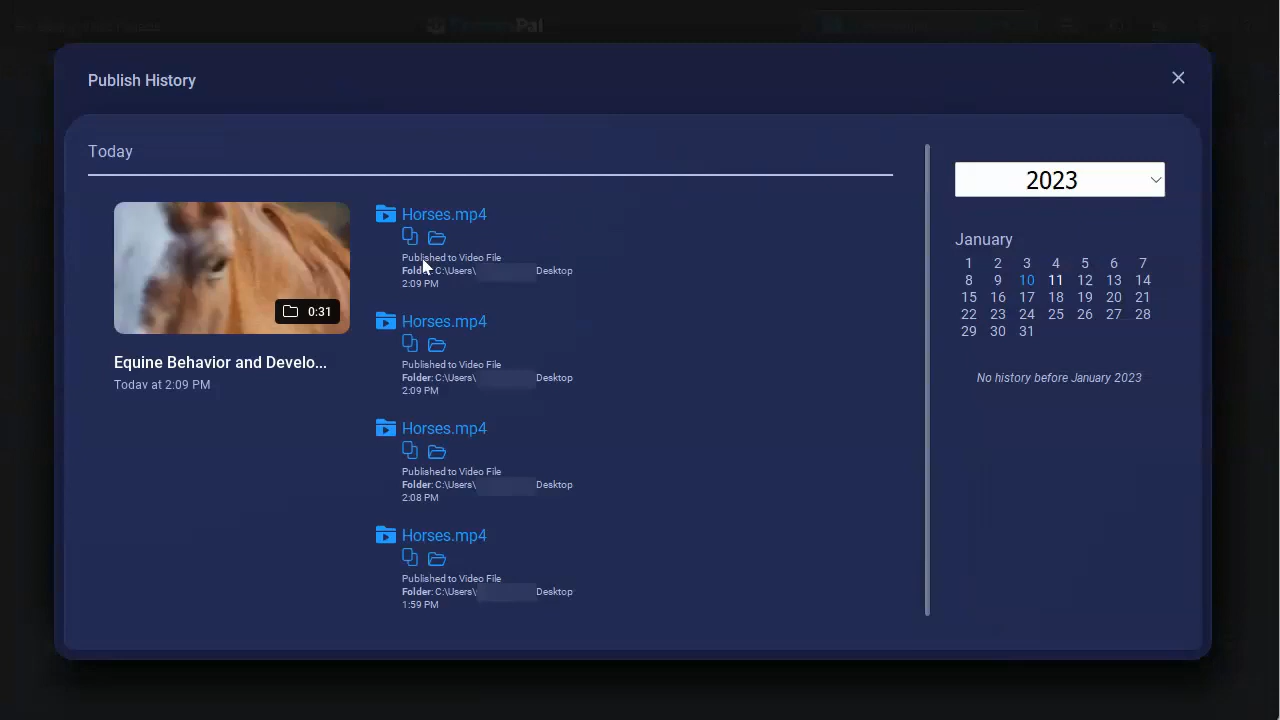 Publish History
Today
0:31
Equine Behavior and Develo...
Today at 2:09 PM
Horses.mp4
Published to Video File
Folder: C:\Users\ Desktop
2:09 PM
Horses.mp4
Published to Video File
Folder: C:\Users\ Desktop
2:09 PM
Horses.mp4
Published to Video File
Folder: C:\Users\ Desktop
2:08 PM
Horses.mp4
Published to Video File
Folder: C:\Users\ Desktop
1:59 PM
2023
January
1 2 3 4 5 6 7
8 9 10 11 12 13 14
15 16 17 18 19 20 21
22 23 24 25 26 27 28
29 30 31
No history before January 2023